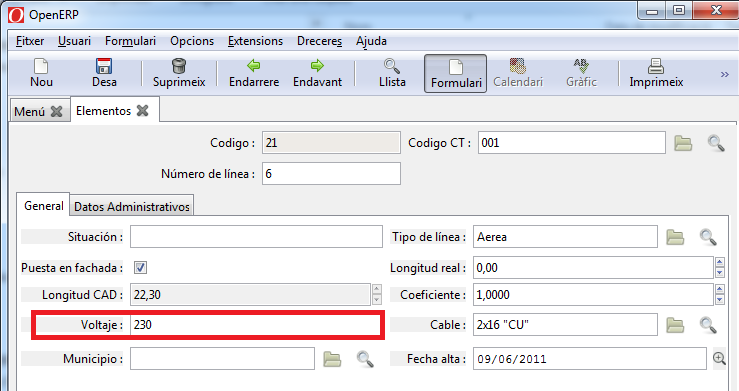 OpenERP
Fitxer Usuari Formulari Opcions Extensions Dreceres Ajuda
Nou Desa Suprimeix Endarrere Endavant Llista Formulari Calendari Gràfic Imprimeix »
Menú Elementos
Codigo : 21 Codigo CT : 001
Número de línea : 6
General Datos Administrativos
Situación : Tipo de línea : Aerea
Puesta en fachada : Longitud real : 0,00
Longitud CAD : 22,30 Coeficiente : 1,0000
Voltaje : 230 Cable : 2x16 "CU"
Municipio : Fecha alta : 09/06/2011